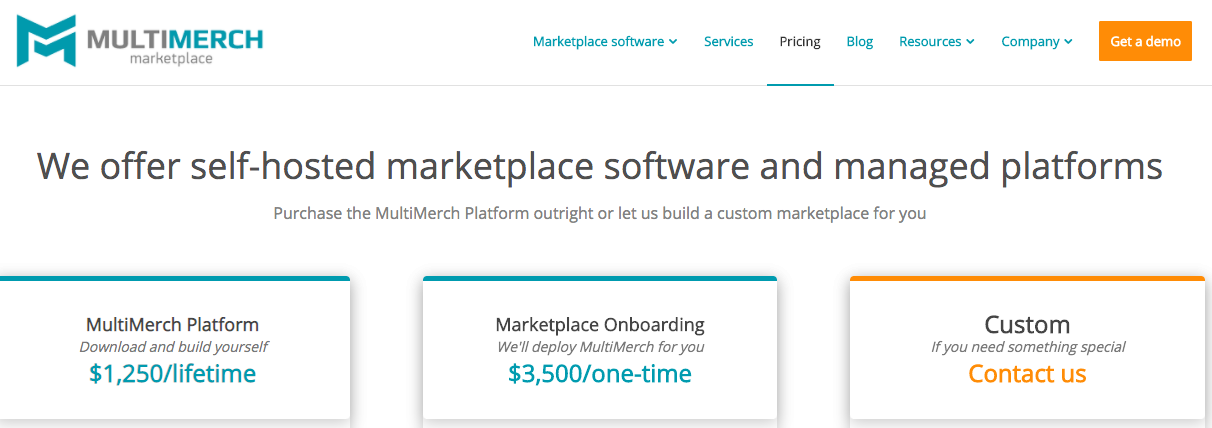 MULTIMERCH
marketplace
Marketplace software
Services
Pricing
Blog
Resources
Company
Get a demo
We offer self-hosted marketplace software and managed platforms
Purchase the MultiMerch Platform outright or let us build a custom marketplace for you
MultiMerch Platform
Download and build yourself
$1,250/lifetime
Marketplace Onboarding
We'll deploy MultiMerch for you
$3,500/one-time
Custom
If you need something special
Contact us